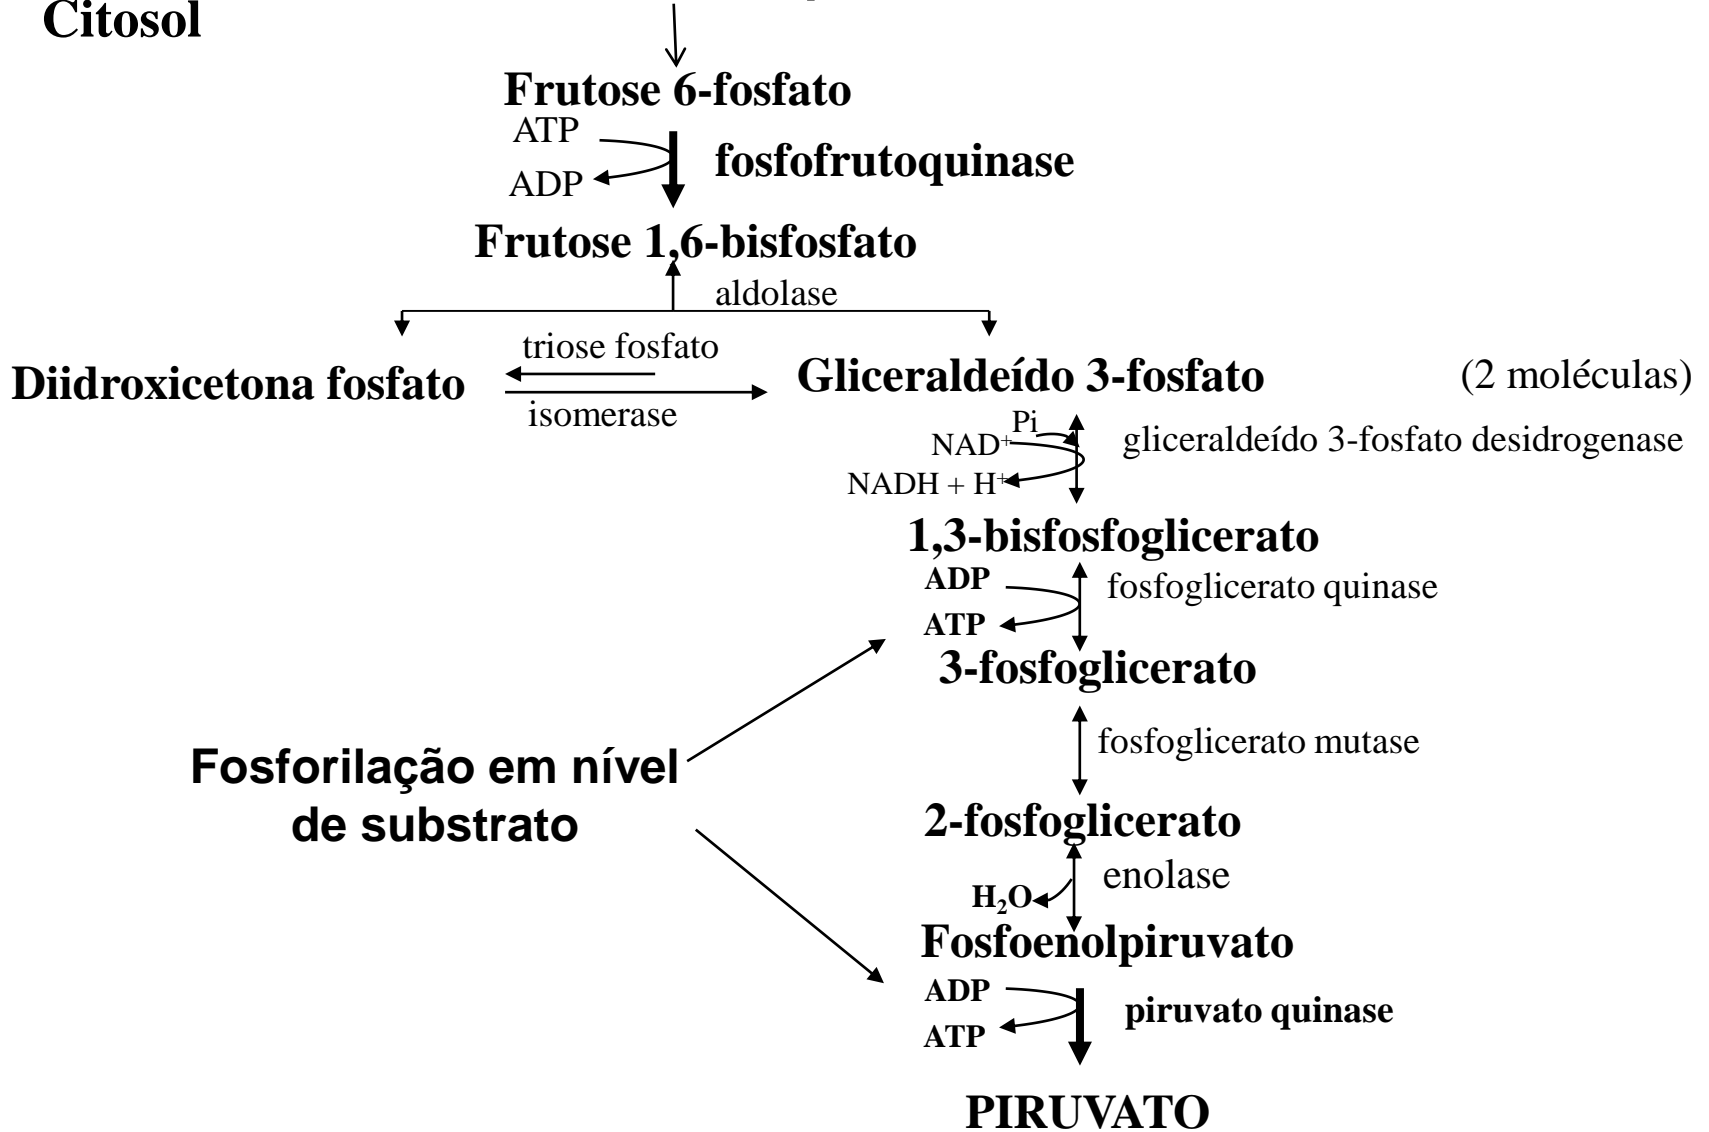 Citosol
Frutose 6-fosfato
ATP
fosfofrutoquinase
ADP
Frutose 1,6-bisfosfato
aldolase
triose fosfato
Diidroxicetona fosfato
Gliceraldeído 3-fosfato
(2 moléculas)
isomerase
Pi
NAD⁺
gliceraldeído 3-fosfato desidrogenase
NADH + H⁺
1,3-bisfosfoglicerato
ADP
fosfoglicerato quinase
ATP
3-fosfoglicerato
fosfoglicerato mutase
Fosforilação em nível
de substrato
2-fosfoglicerato
enolase
H₂O
Fosfoenolpiruvato
ADP
piruvato quinase
ATP
PIRUVATO